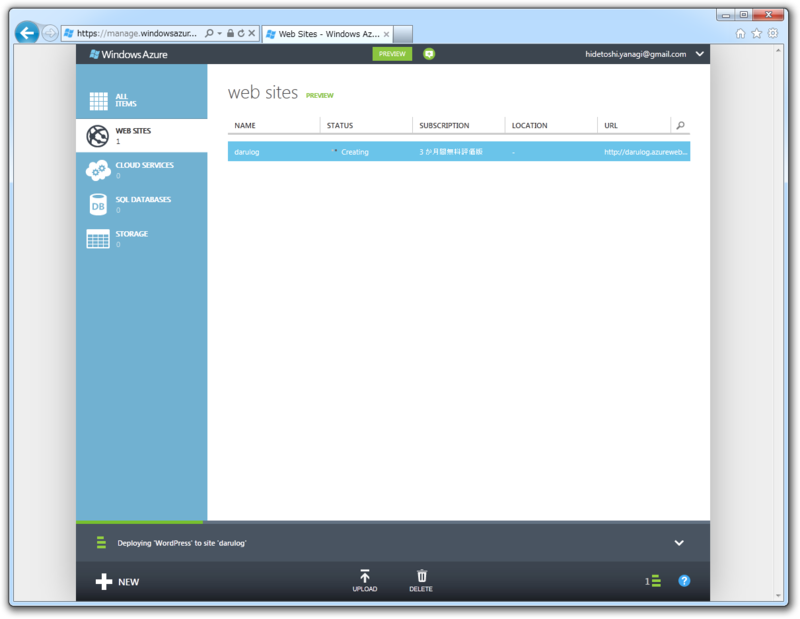 https://manage.windowsazur...
Web Sites - Windows Az...
Windows Azure
PREVIEW
hidetoshi.yanagi@gmail.com
ALL
ITEMS
WEB SITES
1
CLOUD SERVICES
0
SQL DATABASES
0
DB
STORAGE
0
web sites PREVIEW
NAME STATUS SUBSCRIPTION LOCATION URL
darulog Creating 3 か月間無料評価版 - http://darulog.azureweb...
Deploying 'WordPress' to site 'darulog'
NEW
UPLOAD
DELETE
1
?